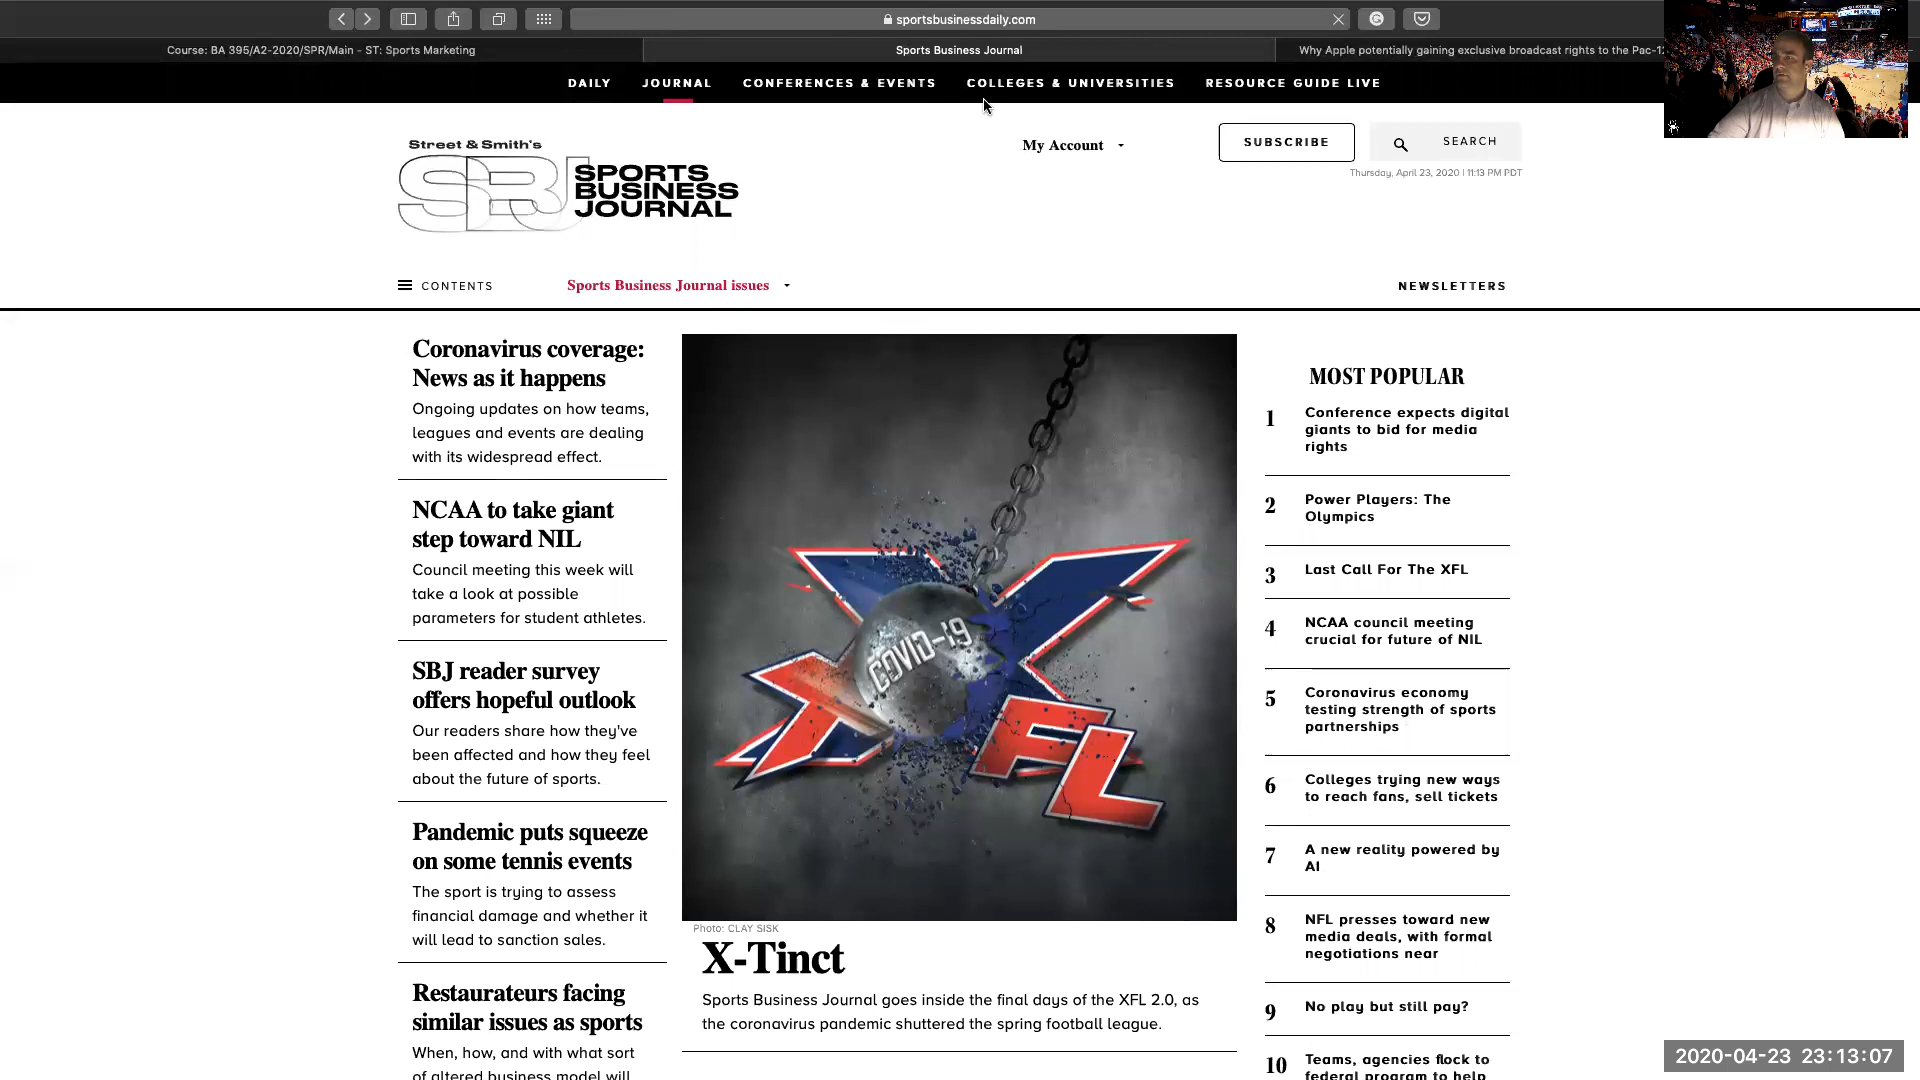 sportsbusinessdaily.com
Course: BA 395/A2-2020/SPR/Main - ST: Sports Marketing
Sports Business Journal
Why Apple potentially gaining exclusive broadcast rights to the Pac-12
DAILY
JOURNAL
CONFERENCES & EVENTS
COLLEGES & UNIVERSITIES
RESOURCE GUIDE LIVE
Street & Smith's
SBJ
SPORTS
BUSINESS
JOURNAL
My Account
SUBSCRIBE
SEARCH
Thursday, April 23, 2020 | 11:13 PM PDT
CONTENTS
Sports Business Journal issues
NEWSLETTERS
Coronavirus coverage:
News as it happens
Ongoing updates on how teams,
leagues and events are dealing
with its widespread effect.
NCAA to take giant
step toward NIL
Council meeting this week will
take a look at possible
parameters for student athletes.
SBJ reader survey
offers hopeful outlook
Our readers share how they've
been affected and how they feel
about the future of sports.
Pandemic puts squeeze
on some tennis events
The sport is trying to assess
financial damage and whether it
will lead to sanction sales.
Restaurateurs facing
similar issues as sports
When, how, and with what sort
of altered business model will
COVID-19
XFL
Photo: CLAY SISK
X-Tinct
Sports Business Journal goes inside the final days of the XFL 2.0, as
the coronavirus pandemic shuttered the spring football league.
MOST POPULAR
1 Conference expects digital
giants to bid for media
rights
2 Power Players: The
Olympics
3 Last Call For The XFL
4 NCAA council meeting
crucial for future of NIL
5 Coronavirus economy
testing strength of sports
partnerships
6 Colleges trying new ways
to reach fans, sell tickets
7 A new reality powered by
AI
8 NFL presses toward new
media deals, with formal
negotiations near
9 No play but still pay?
10 Teams, agencies flock to
federal program to help
2020-04-23 23:13:07